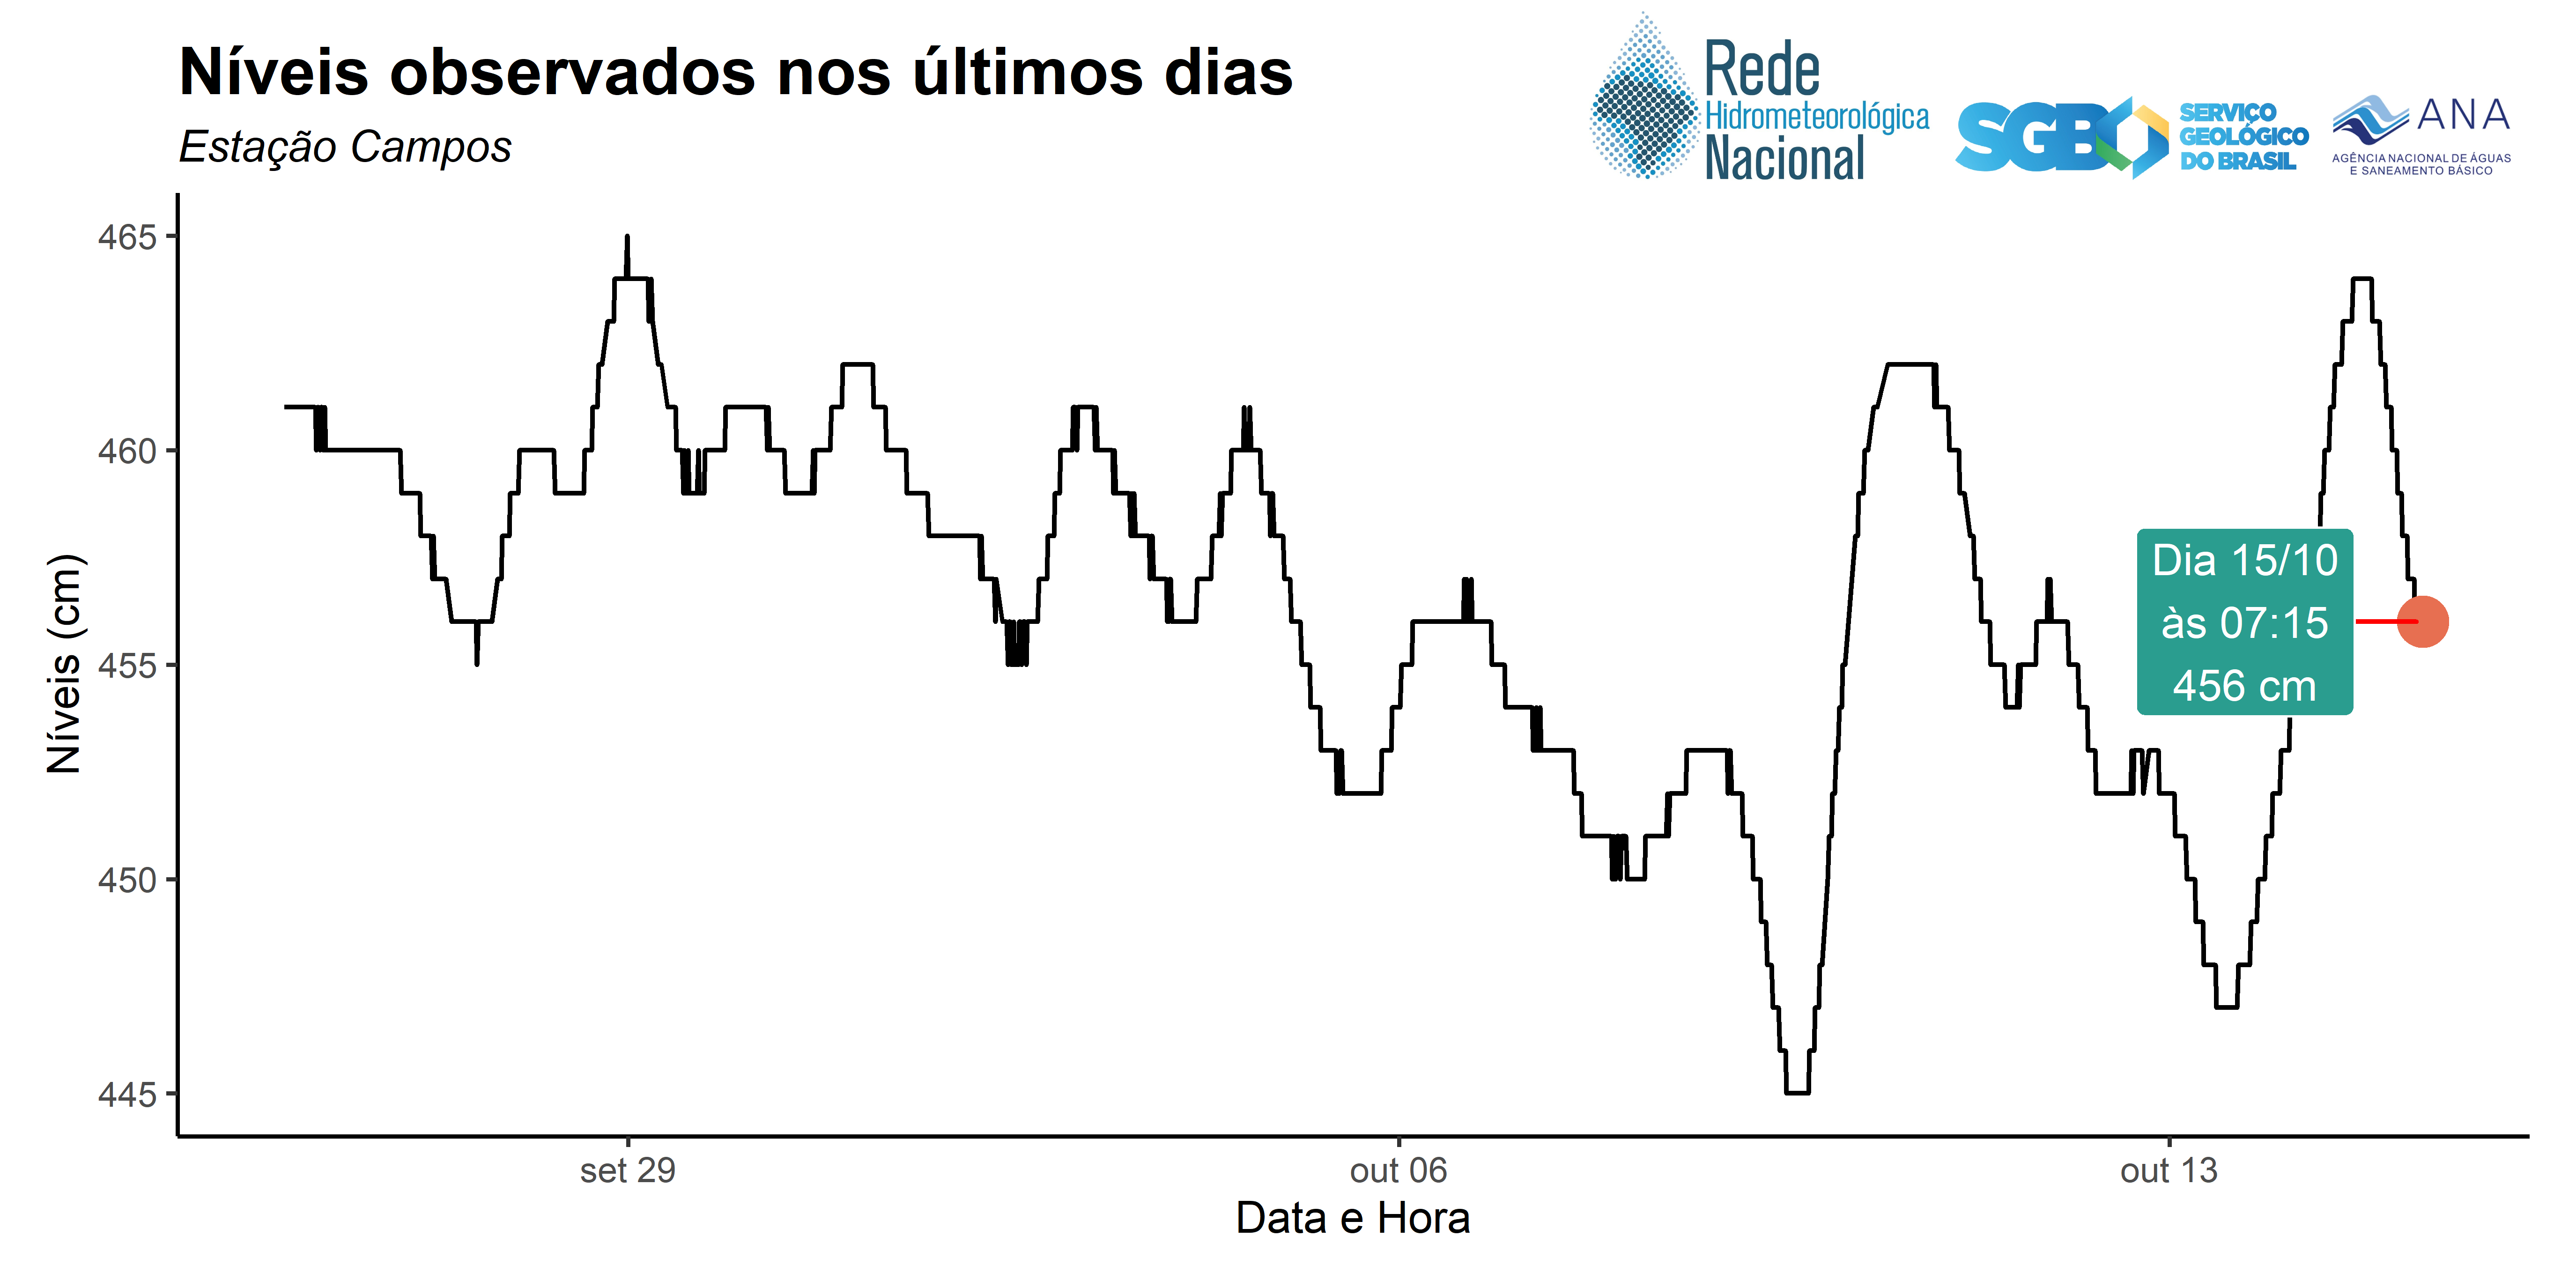 Níveis observados nos últimos dias
Estação Campos
Rede
Hidrometeorológica
Nacional
SGB
SERVIÇO
GEOLÓGICO
DO BRASIL
ANA
AGÊNCIA NACIONAL DE ÁGUAS
E SANEAMENTO BÁSICO
Níveis (cm)
465
460
455
450
445
Dia 15/10
às 07:15
456 cm
set 29
out 06
out 13
Data e Hora